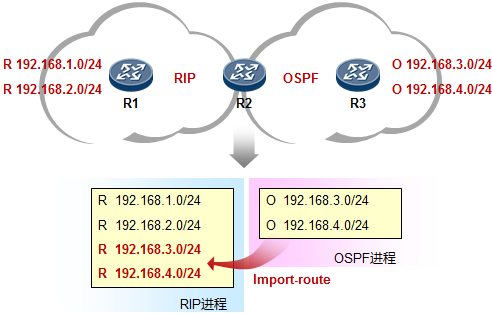 R 192.168.1.0/24
R 192.168.2.0/24
R1
RIP
R2
OSPF
R3
O 192.168.3.0/24
O 192.168.4.0/24
R 192.168.1.0/24
R 192.168.2.0/24
R 192.168.3.0/24
R 192.168.4.0/24
RIP进程
O 192.168.3.0/24
O 192.168.4.0/24
OSPF进程
Import-route